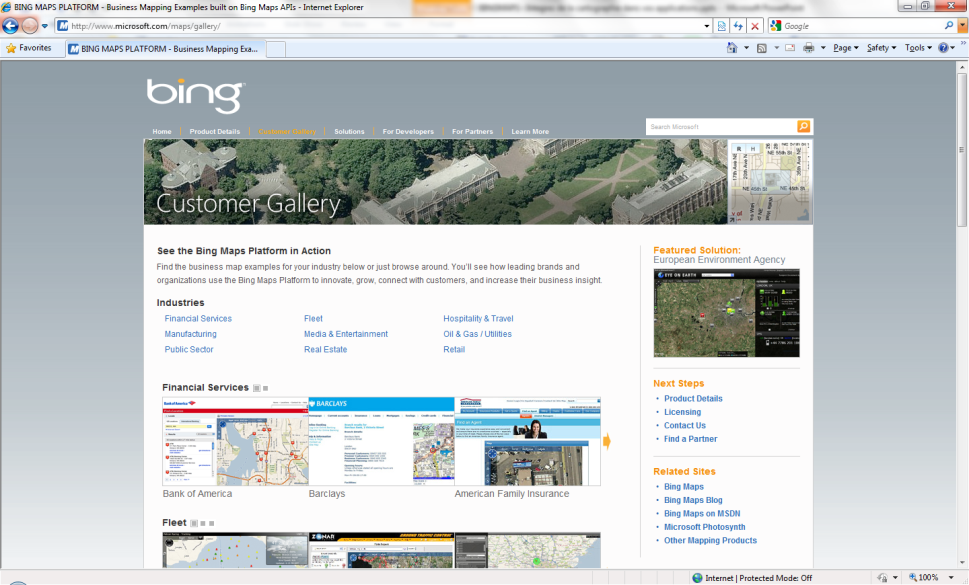 BING MAPS PLATFORM - Business Mapping Examples built on Bing Maps APIs - Internet Explorer
http://www.microsoft.com/maps/gallery/
Google
Favorites
BING MAPS PLATFORM - Business Mapping Exa...
Page
Safety
Tools
bing
Home
Product Details
Customer Gallery
Solutions
For Developers
For Partners
Learn More
Search Microsoft
Customer Gallery
See the Bing Maps Platform in Action
Find the business map examples for your industry below or just browse around. You'll see how leading brands and
organizations use the Bing Maps Platform to innovate, grow, connect with customers, and increase their business insight.
Industries
Financial Services
Fleet
Hospitality & Travel
Manufacturing
Media & Entertainment
Oil & Gas / Utilities
Public Sector
Real Estate
Retail
Financial Services
BARCLAYS
Find an Agent
Bank of America
Barclays
American Family Insurance
Fleet
ZONAR
Featured Solution:
European Environment Agency
EYE ON EARTH
Next Steps
Product Details
Licensing
Contact Us
Find a Partner
Related Sites
Bing Maps
Bing Maps Blog
Bing Maps on MSDN
Microsoft Photosynth
Other Mapping Products
Internet | Protected Mode: Off
100%